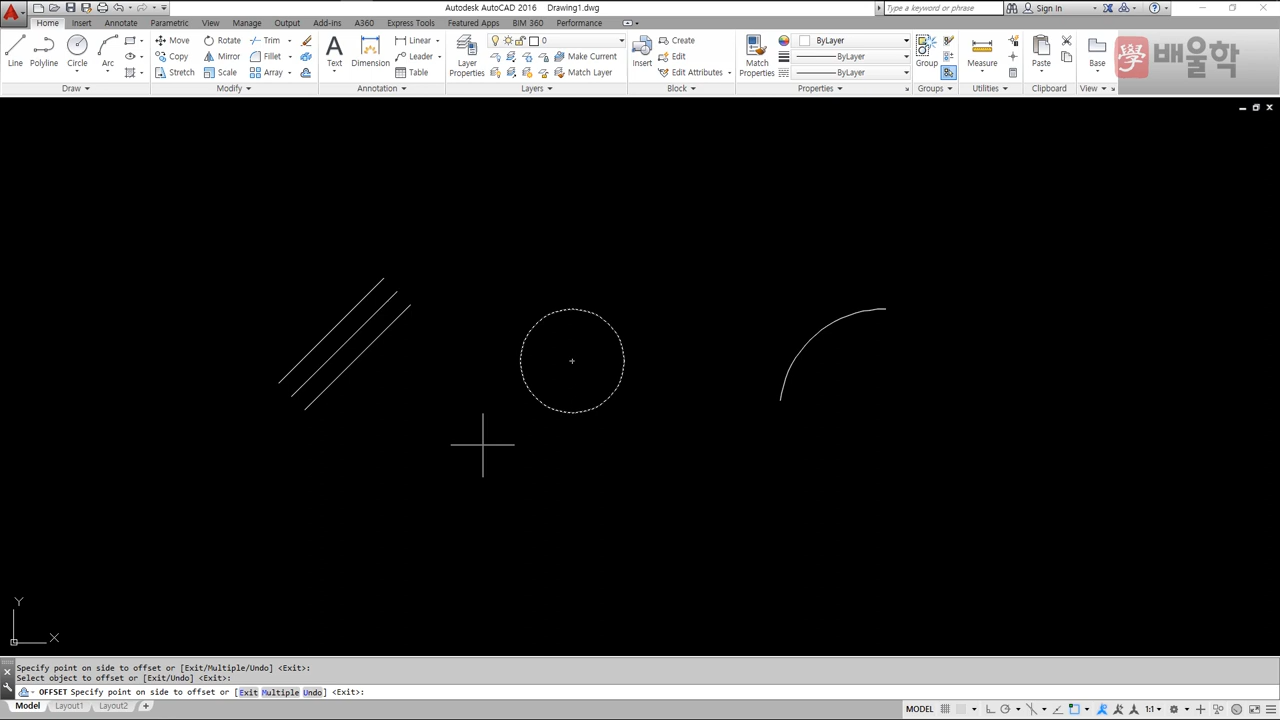 Autodesk AutoCAD 2016 Drawing1.dwg
Type a keyword or phrase
Sign In
Home Insert Annotate Parametric View Manage Output Add-ins A360 Express Tools Featured Apps BIM 360 Performance
Line
Polyline
Circle
Arc
Draw
Move
Rotate
Trim
Copy
Mirror
Fillet
Stretch
Scale
Array
Modify
Text
Dimension
Linear
Leader
Table
Annotation
Layer
Properties
0
Make Current
Match Layer
Layers
Insert
Create
Edit
Edit Attributes
Block
Match
Properties
ByLayer
ByLayer
ByLayer
Properties
Group
Groups
Measure
Utilities
Paste
Clipboard
Base
View
學 배울학
Y
X
Specify point on side to offset or [Exit/Multiple/Undo] <Exit>:
Select object to offset or [Exit/Undo] <Exit>:
OFFSET Specify point on side to offset or [Exit Multiple Undo] <Exit>:
Model Layout1 Layout2 +
MODEL
1:1